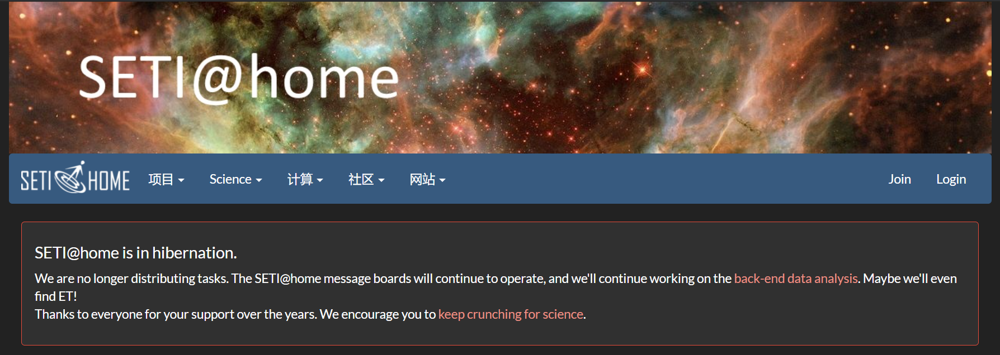 SETI@home
SETI HOME 项目 Science 计算 社区 网站 Join Login
SETI@home is in hibernation.
We are no longer distributing tasks. The SETI@home message boards will continue to operate, and we'll continue working on the back-end data analysis. Maybe we'll even
find ET!
Thanks to everyone for your support over the years. We encourage you to keep crunching for science.